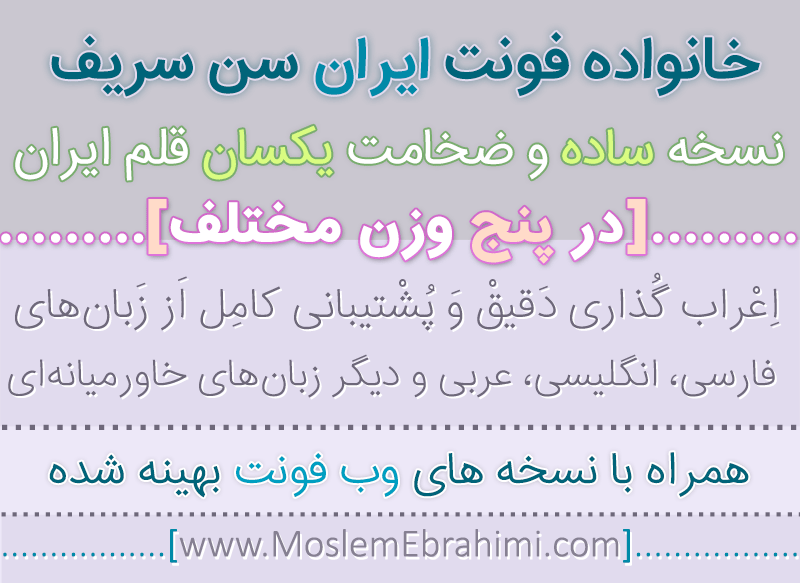 خانواده فونت ایران سن سریف
نسخه ساده و ضخامت یکسان قلم ایران
.........[در پنج وزن مختلف].........
اِعْراب گُذاری دَقیقْ وَ پُشْتیبانی کامِل اَز زَبان‌های
فارسی، انگلیسی، عربی و دیگر زبان‌های خاورمیانه‌ای
همراه با نسخه های وب فونت بهینه شده
.................[www.MoslemEbrahimi.com].................